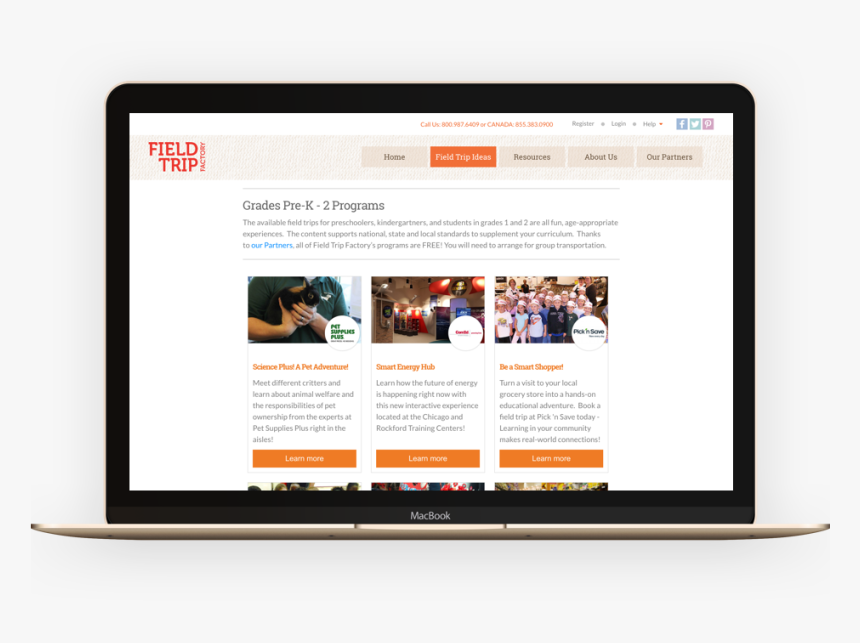 Call Us: 800.987.6409 or CANADA: 855.383.0900 Register Login Help
FIELD
TRIP
FACTORY
Home Field Trip Ideas Resources About Us Our Partners
Grades Pre-K - 2 Programs
The available field trips for preschoolers, kindergartners, and students in grades 1 and 2 are all fun, age-appropriate
experiences. The content supports national, state and local standards to supplement your curriculum. Thanks
to our Partners, all of Field Trip Factory's programs are FREE! You will need to arrange for group transportation.
PET
SUPPLIES
PLUS
ComEd
Pick 'n Save
Science Plus! A Pet Adventure!
Meet different critters and
learn about animal welfare and
the responsibilities of pet
ownership from the experts at
Pet Supplies Plus right in the
aisles!
Learn more
Smart Energy Hub
Learn how the future of energy
is happening right now with
this new interactive experience
located at the Chicago and
Rockford Training Centers!
Learn more
Be a Smart Shopper!
Turn a visit to your local
grocery store into a hands-on
educational adventure. Book a
field trip at Pick 'n Save today -
Learning in your community
makes real-world connections!
Learn more
MacBook